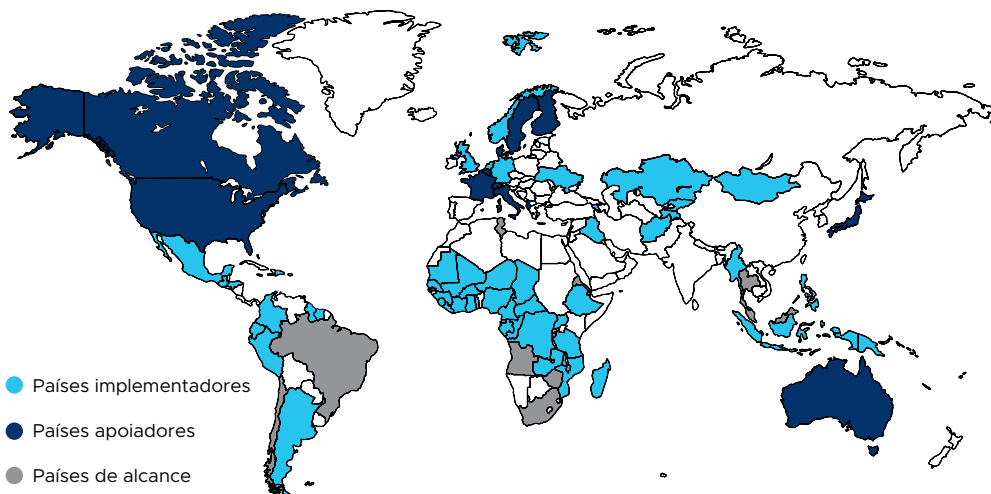 Países implementadores
Países apoiadores
Países de alcance